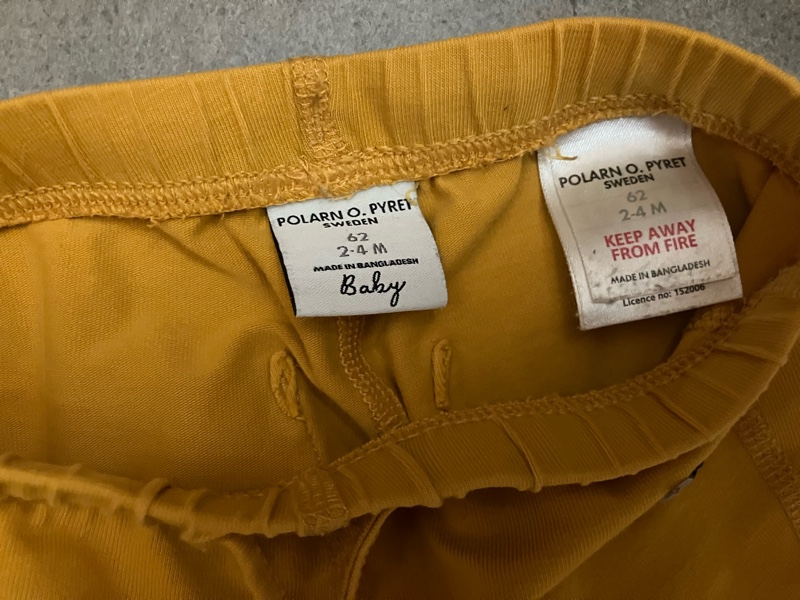 POLARN O. PYRET
SWEDEN
62
2-4 M
MADE IN BANGLADESH
Baby
POLARN O. PYRET
SWEDEN
62
2-4 M
KEEP AWAY
FROM FIRE
MADE IN BANGLADESH
Licence no: 152006